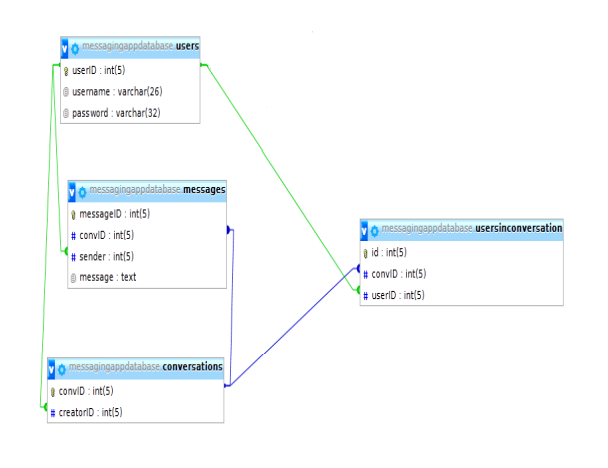 messagingappdatabase.users
userID : int(5)
username : varchar(26)
password : varchar(32)
messagingappdatabase.messages
messageID : int(5)
# convID : int(5)
# sender : int(5)
message : text
messagingappdatabase.usersinconversation
id : int(5)
# convID : int(5)
# userID : int(5)
messagingappdatabase.conversations
convID : int(5)
# creatorID : int(5)